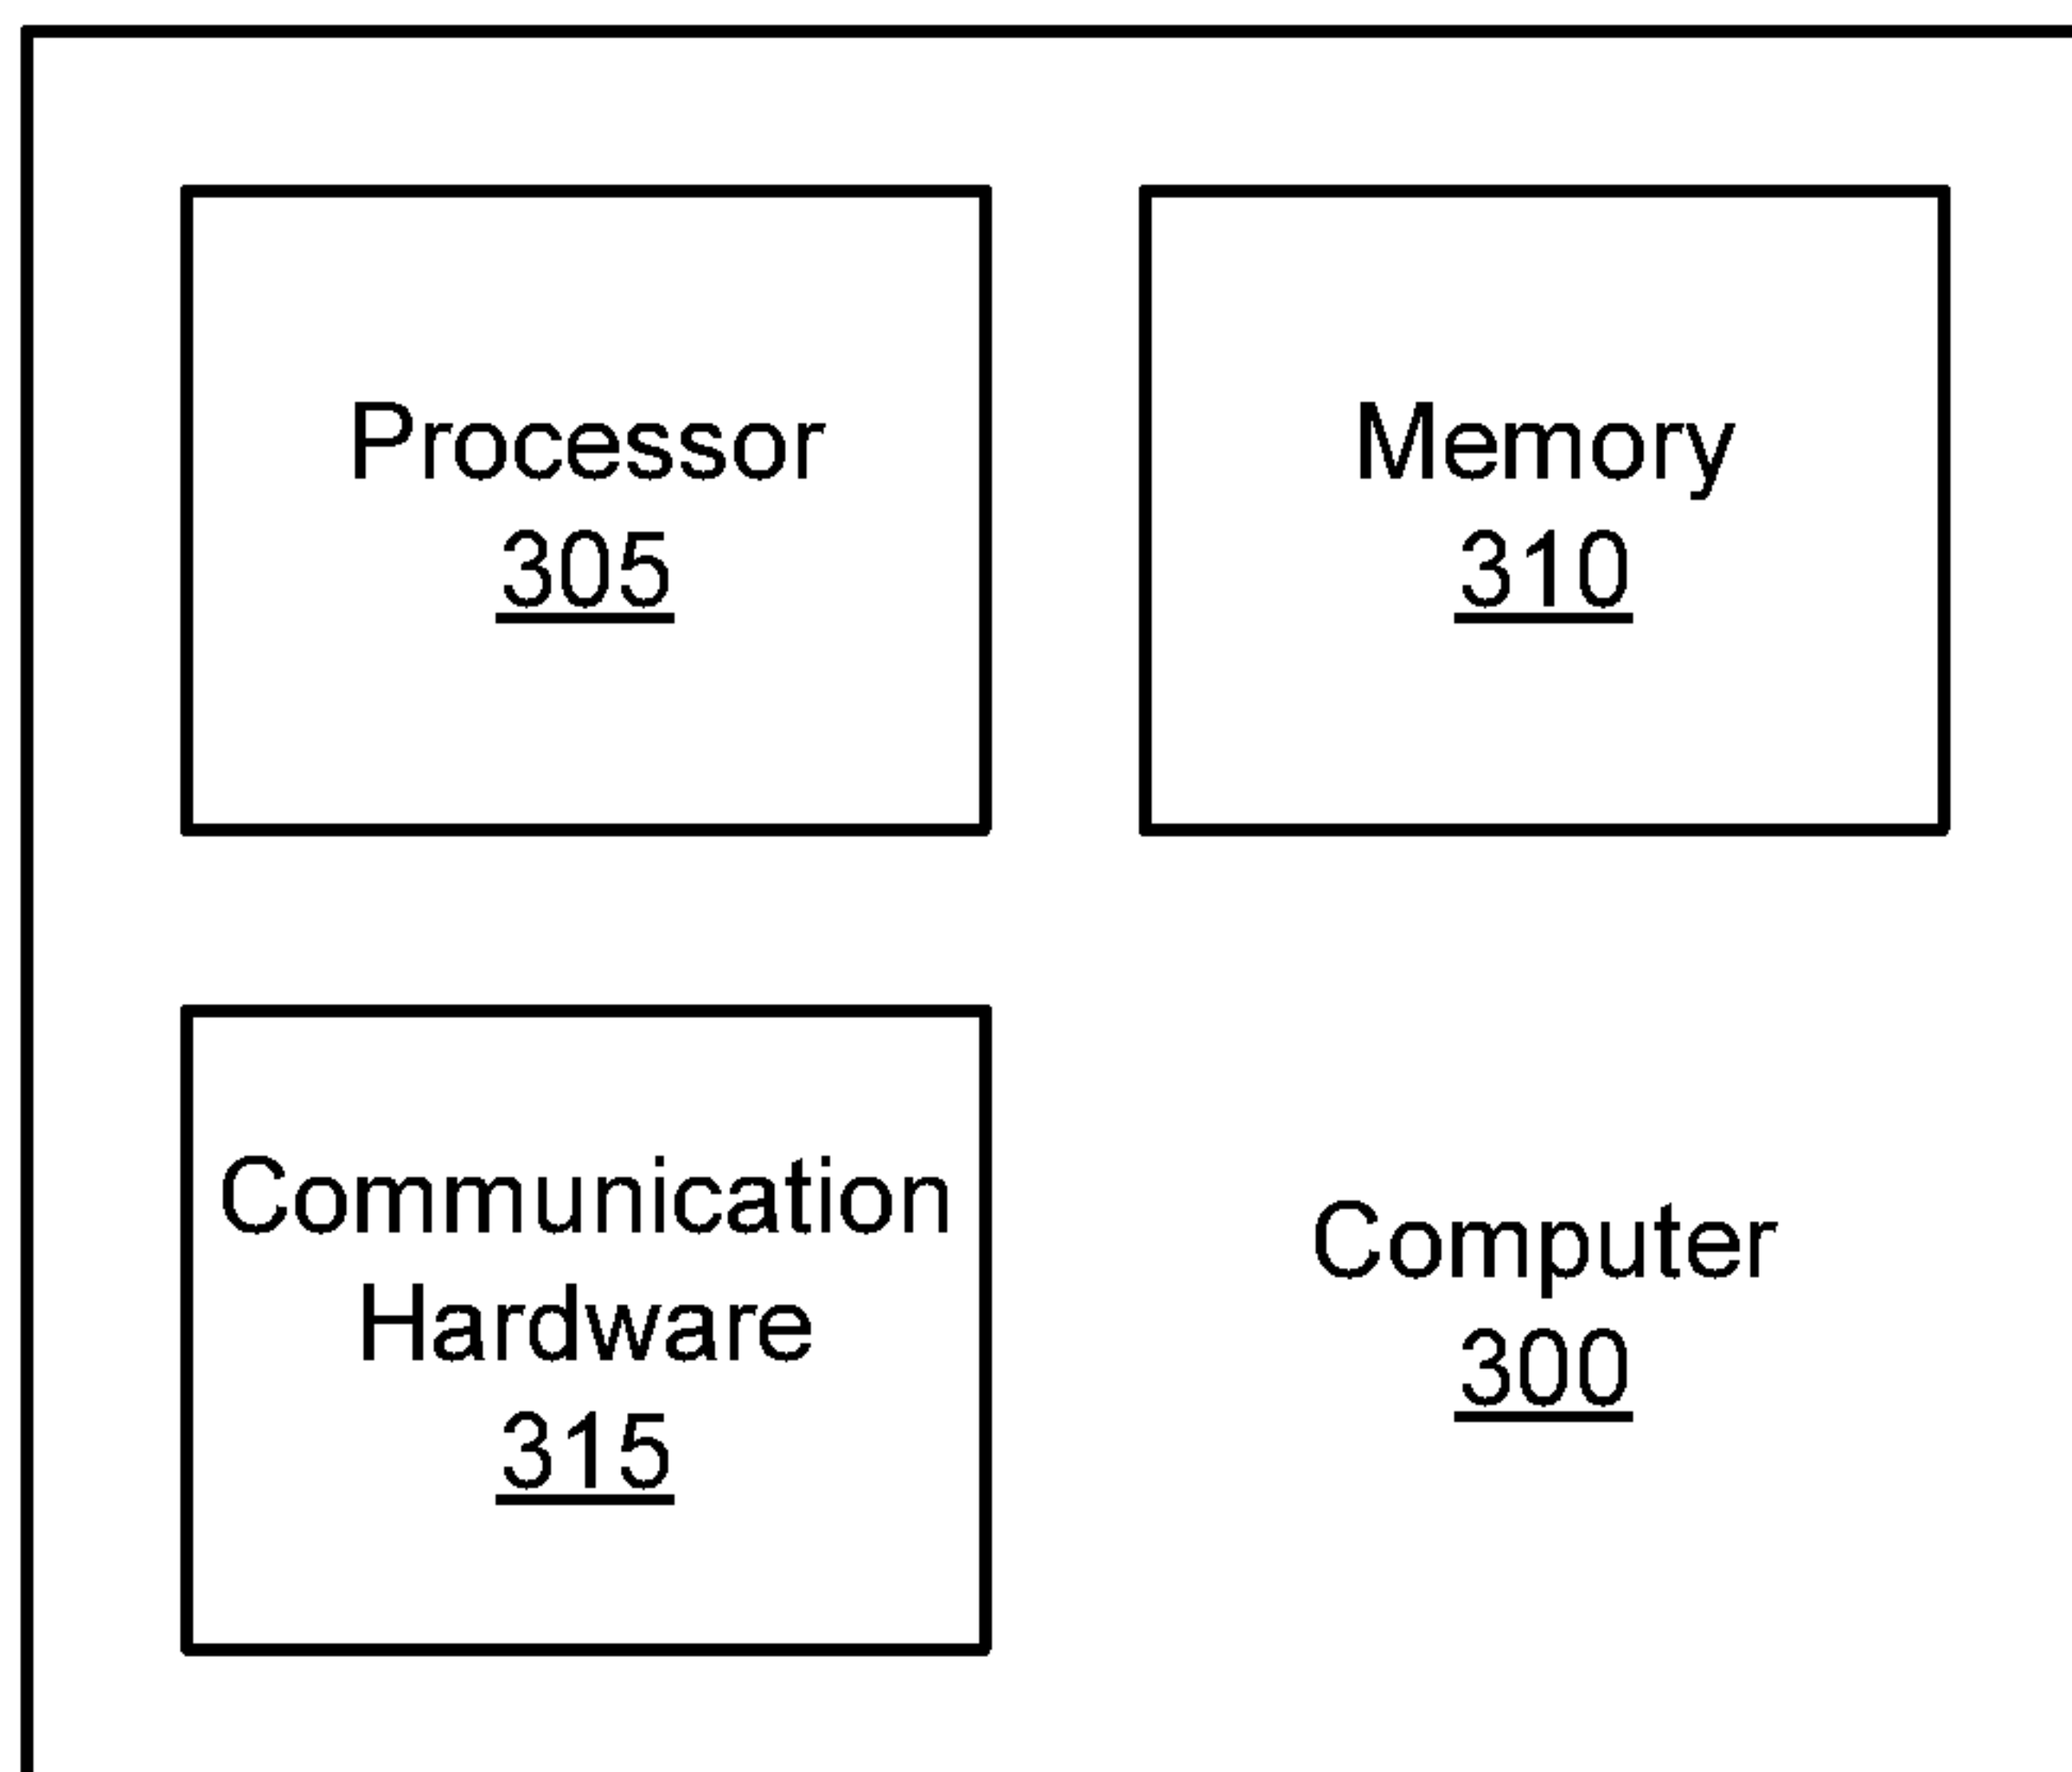 Processor
305
Memory
310
Communication
Hardware
315
Computer
300